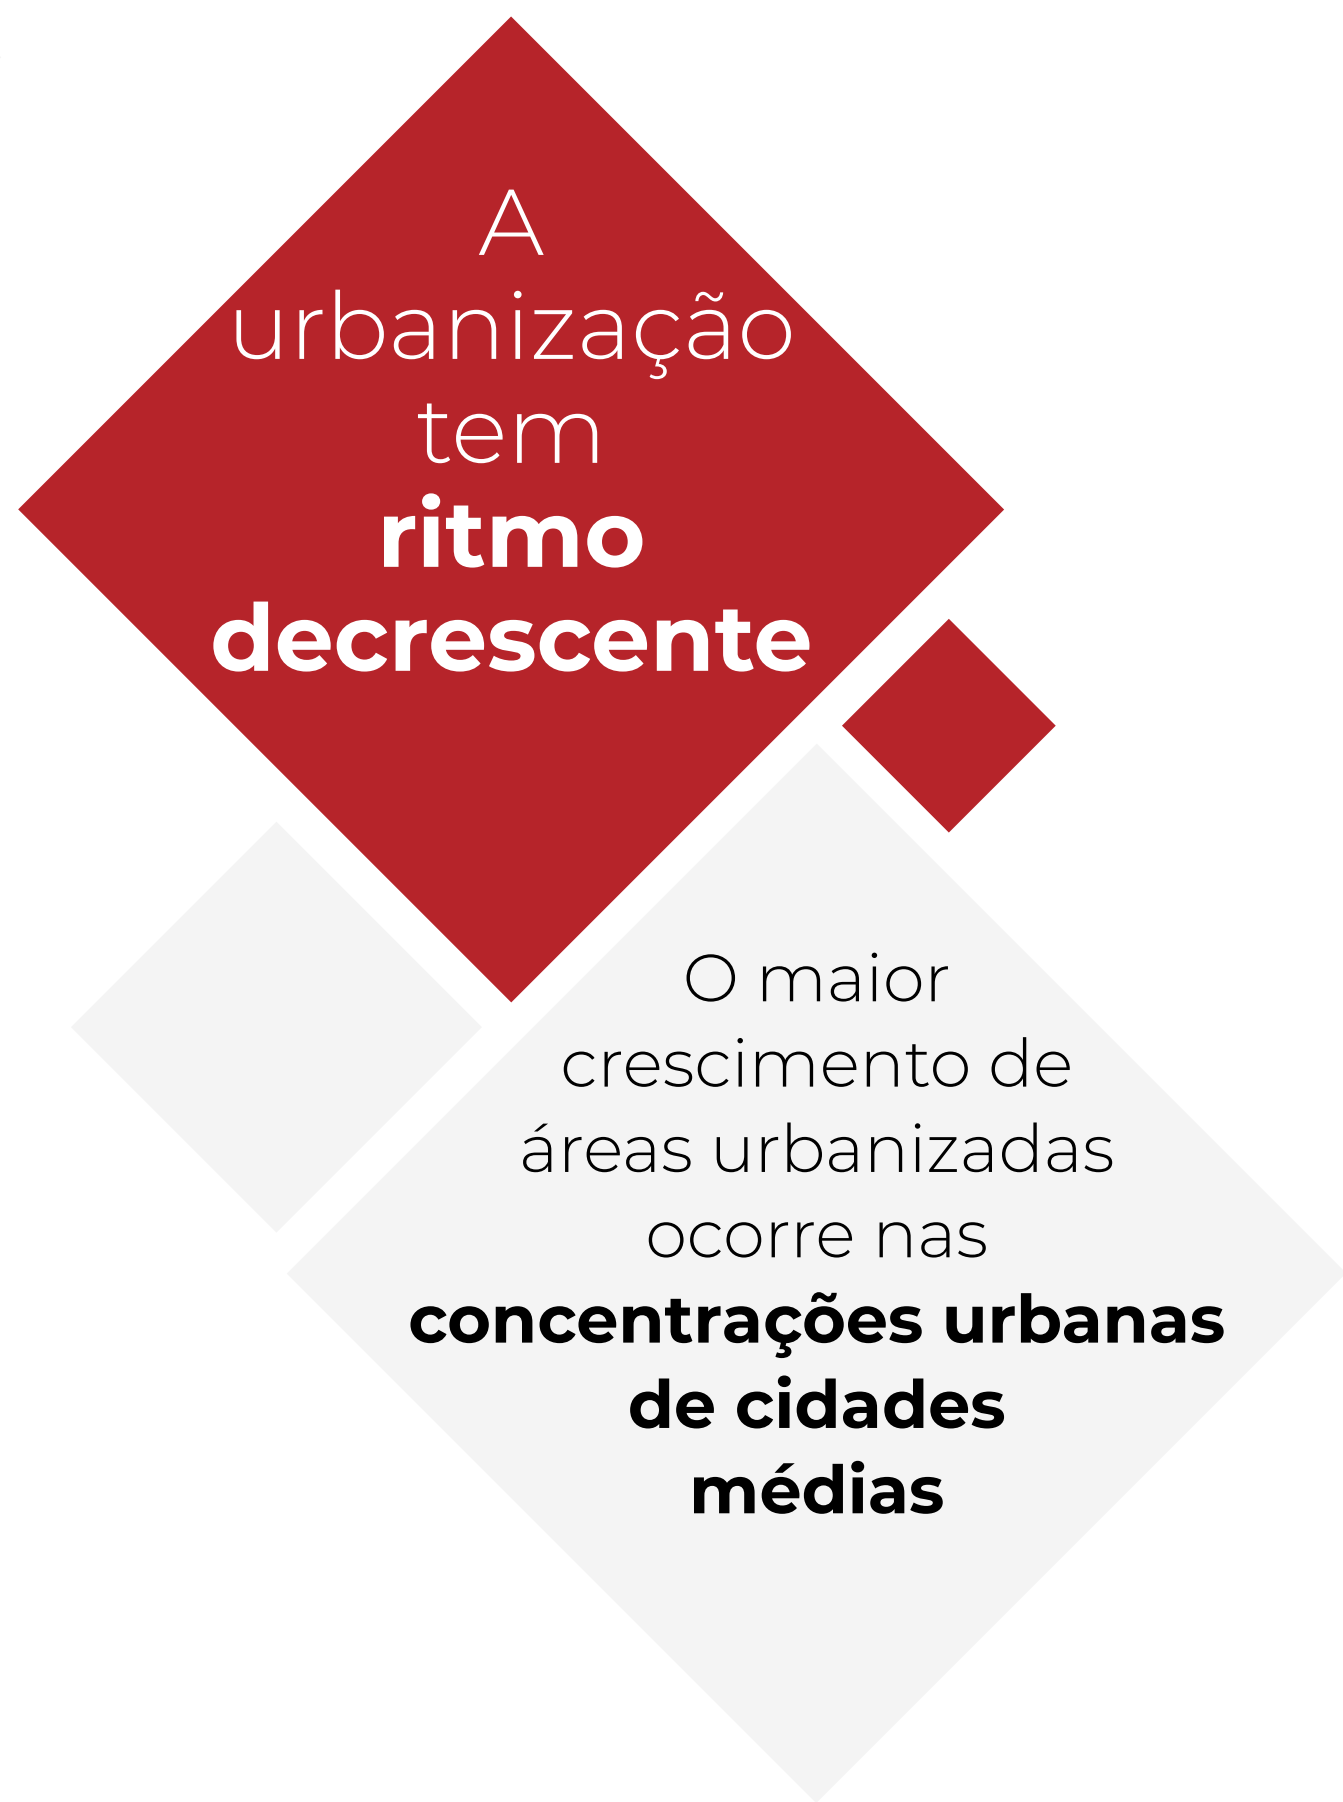 A
urbanização
tem
ritmo
decrescente
O maior
crescimento de
áreas urbanizadas
ocorre nas
concentrações urbanas
de cidades
médias